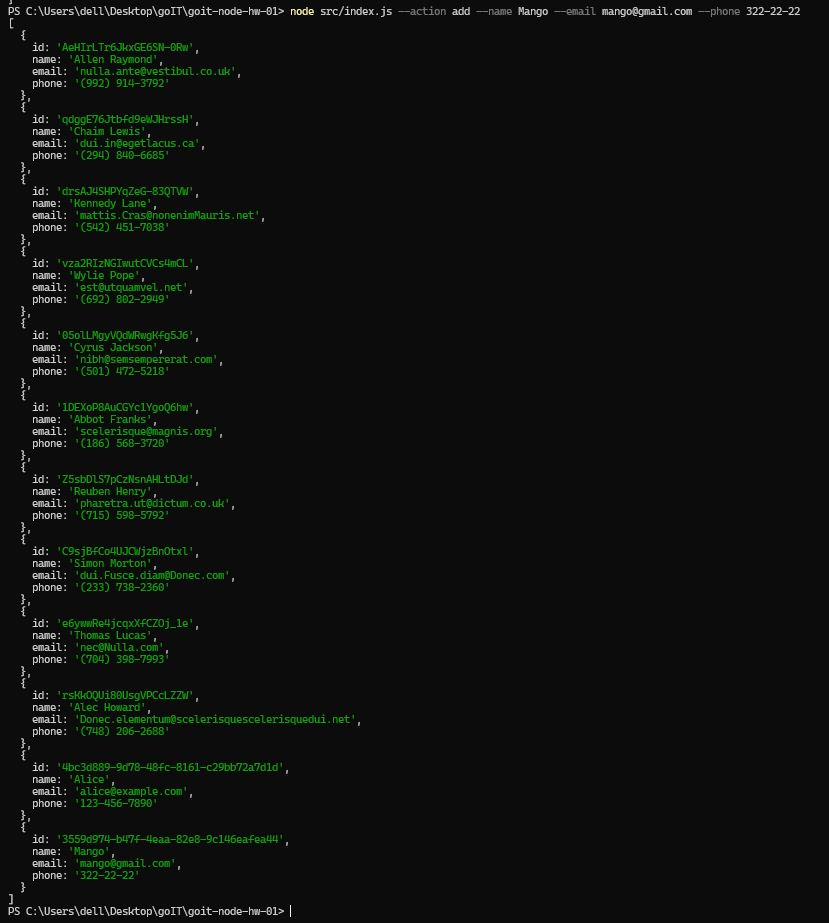 PS C:\Users\dell\Desktop\goIT\goit-node-hw-01> node src/index.js --action add --name Mango --email mango@gmail.com --phone 322-22-22
[
  {
    id: 'AeHIrLTr6JkxGE6SN-0Rw',
    name: 'Allen Raymond',
    email: 'nulla.ante@vestibul.co.uk',
    phone: '(992) 914-3792'
  },
  {
    id: 'qdggE76Jtbfd9eWJHrssH',
    name: 'Chaim Lewis',
    email: 'dui.in@egetlacus.ca',
    phone: '(294) 840-6685'
  },
  {
    id: 'drsAJ4SHPYqZeG-83QTVW',
    name: 'Kennedy Lane',
    email: 'mattis.Cras@nonenimMauris.net',
    phone: '(542) 451-7038'
  },
  {
    id: 'vza2RIzNGIwutCVCs4mCL',
    name: 'Wylie Pope',
    email: 'est@utquamvel.net',
    phone: '(692) 802-2949'
  },
  {
    id: '05olLMgyVQdWRwgKfg5J6',
    name: 'Cyrus Jackson',
    email: 'nibh@semsempererat.com',
    phone: '(501) 472-5218'
  },
  {
    id: '1DEXoP8AuCGYc1YgoQ6hw',
    name: 'Abbot Franks',
    email: 'scelerisque@magnis.org',
    phone: '(186) 568-3720'
  },
  {
    id: 'Z5sbDlS7pCzNsnAHLtDJd',
    name: 'Reuben Henry',
    email: 'pharetra.ut@dictum.co.uk',
    phone: '(715) 598-5792'
  },
  {
    id: 'C9sjBfCo4UJCWjzBnOtxl',
    name: 'Simon Morton',
    email: 'dui.Fusce.diam@Donec.com',
    phone: '(233) 738-2360'
  },
  {
    id: 'e6ywwRe4jcqxXfCZOj_1e',
    name: 'Thomas Lucas',
    email: 'nec@Nulla.com',
    phone: '(704) 398-7993'
  },
  {
    id: 'rsKkOQUi80UsgVPCcLZZW',
    name: 'Alec Howard',
    email: 'Donec.elementum@scelerisquescelerisquedui.net',
    phone: '(748) 206-2688'
  },
  {
    id: '4bc3d889-9d78-48fc-8161-c29bb72a7d1d',
    name: 'Alice',
    email: 'alice@example.com',
    phone: '123-456-7890'
  },
  {
    id: '3559d974-b47f-4eaa-82e8-9c146eafea44',
    name: 'Mango',
    email: 'mango@gmail.com',
    phone: '322-22-22'
  }
]
PS C:\Users\dell\Desktop\goIT\goit-node-hw-01>